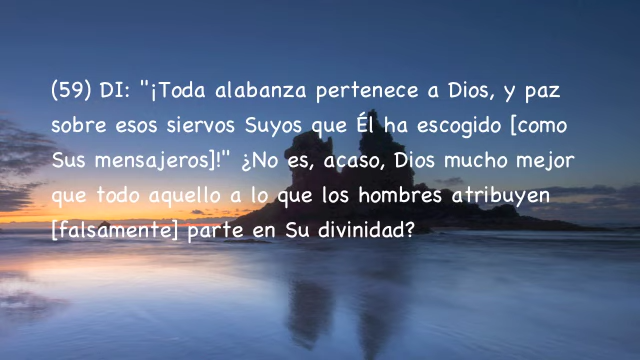 (59) DI: "¡Toda alabanza pertenece a Dios, y paz
sobre esos siervos Suyos que Él ha escogido [como
Sus mensajeros]!" ¿No es, acaso, Dios mucho mejor
que todo aquello a lo que los hombres atribuyen
[falsamente] parte en Su divinidad?